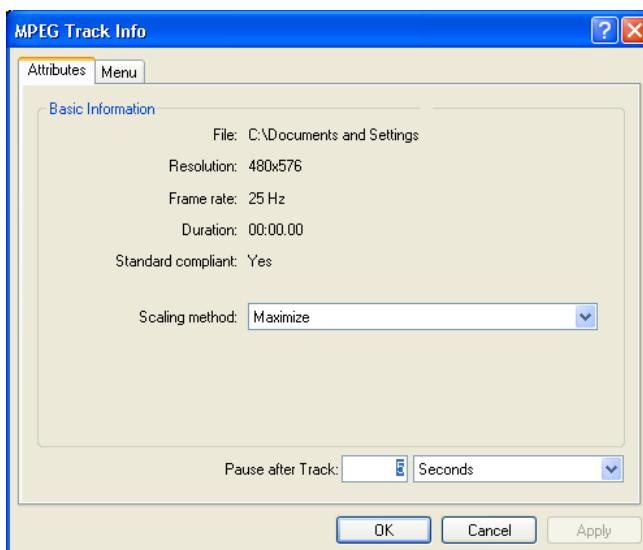 MPEG Track Info
Attributes Menu
Basic Information
File: C:\Documents and Settings
Resolution: 480x576
Frame rate: 25 Hz
Duration: 00:00.00
Standard compliant: Yes
Scaling method: Maximize
Pause after Track: Seconds
OK Cancel Apply